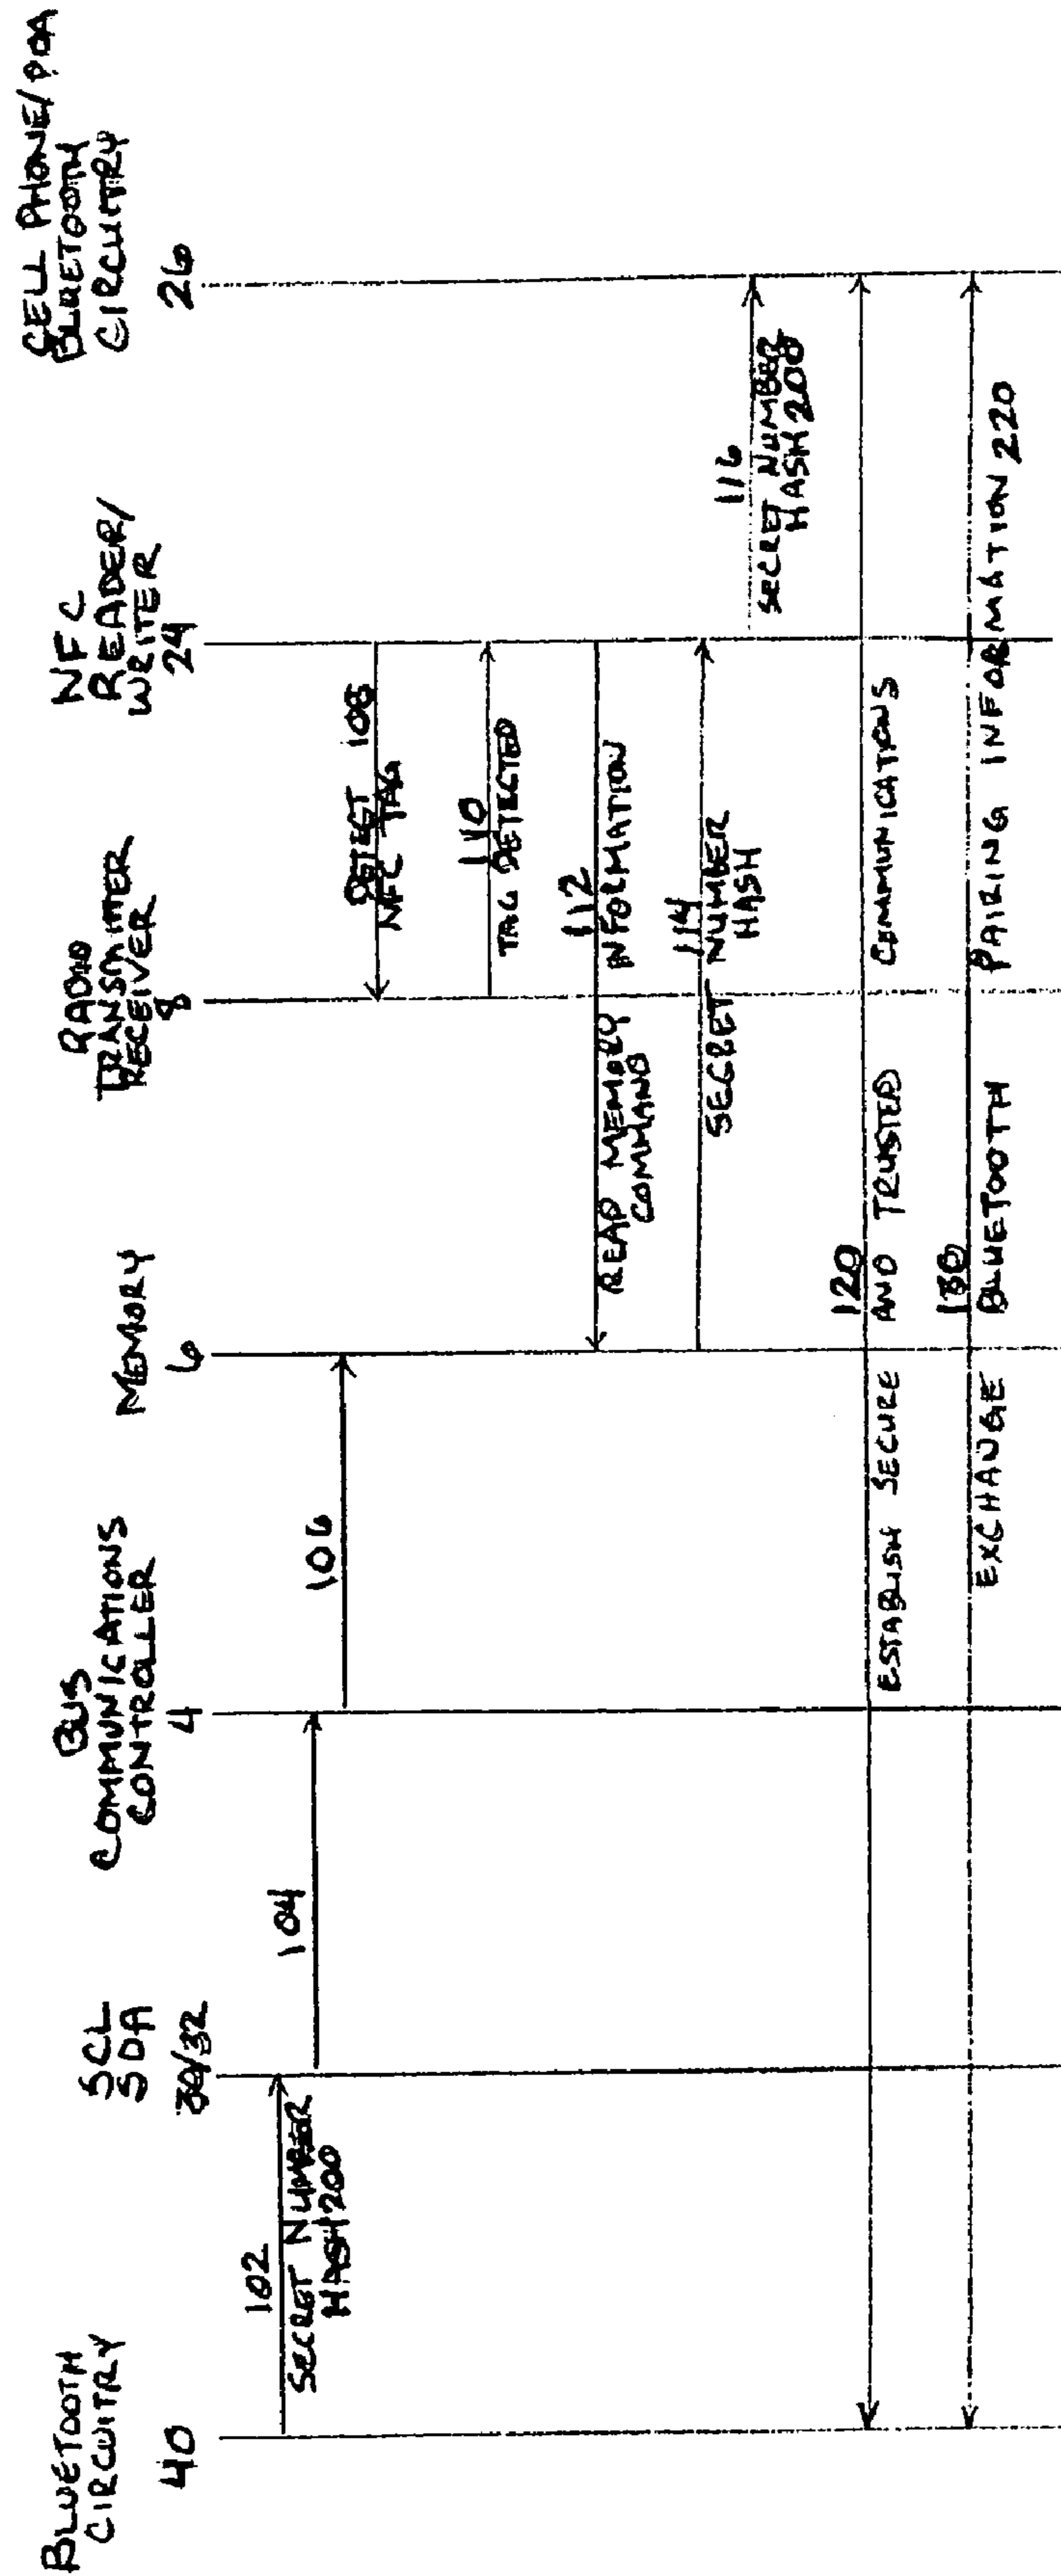 BLUETOOTH
CIRCUITRY
40
SCL
SDA
30/32
BUS
COMMUNICATIONS
CONTROLLER
4
MEMORY
6
RADIO
TRANSMITTER
RECEIVER
8
NFC
READER/
WRITER
24
CELL PHONE/PDA
BLUETOOTH
CIRCUITRY
26
102
SECRET NUMBER
HASH 200
104
106
DETECT 108
NFC TAG
110
TAG DETECTED
112
READ MEMORY INFORMATION
COMMAND
114
SECRET NUMBER
HASH
116
SECRET NUMBER
HASH 200
120
ESTABLISH SECURE AND TRUSTED COMMUNICATIONS
130
EXCHANGE BLUETOOTH PAIRING INFORMATION 220